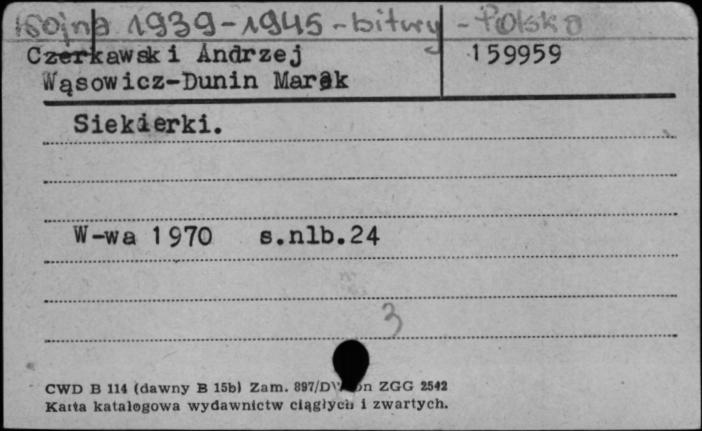 Wojna 1939-1945 - bitwy - Polska
Czerkawski Andrzej 159959
Wąsowicz-Dunin Marek
Siekierki.
W-wa 1970 s.nlb.24
3
CWD B 114 (dawny B 15b) Zam. 897/D ZGG 2542
Karta katalogowa wydawnictw ciągłych i zwartych.